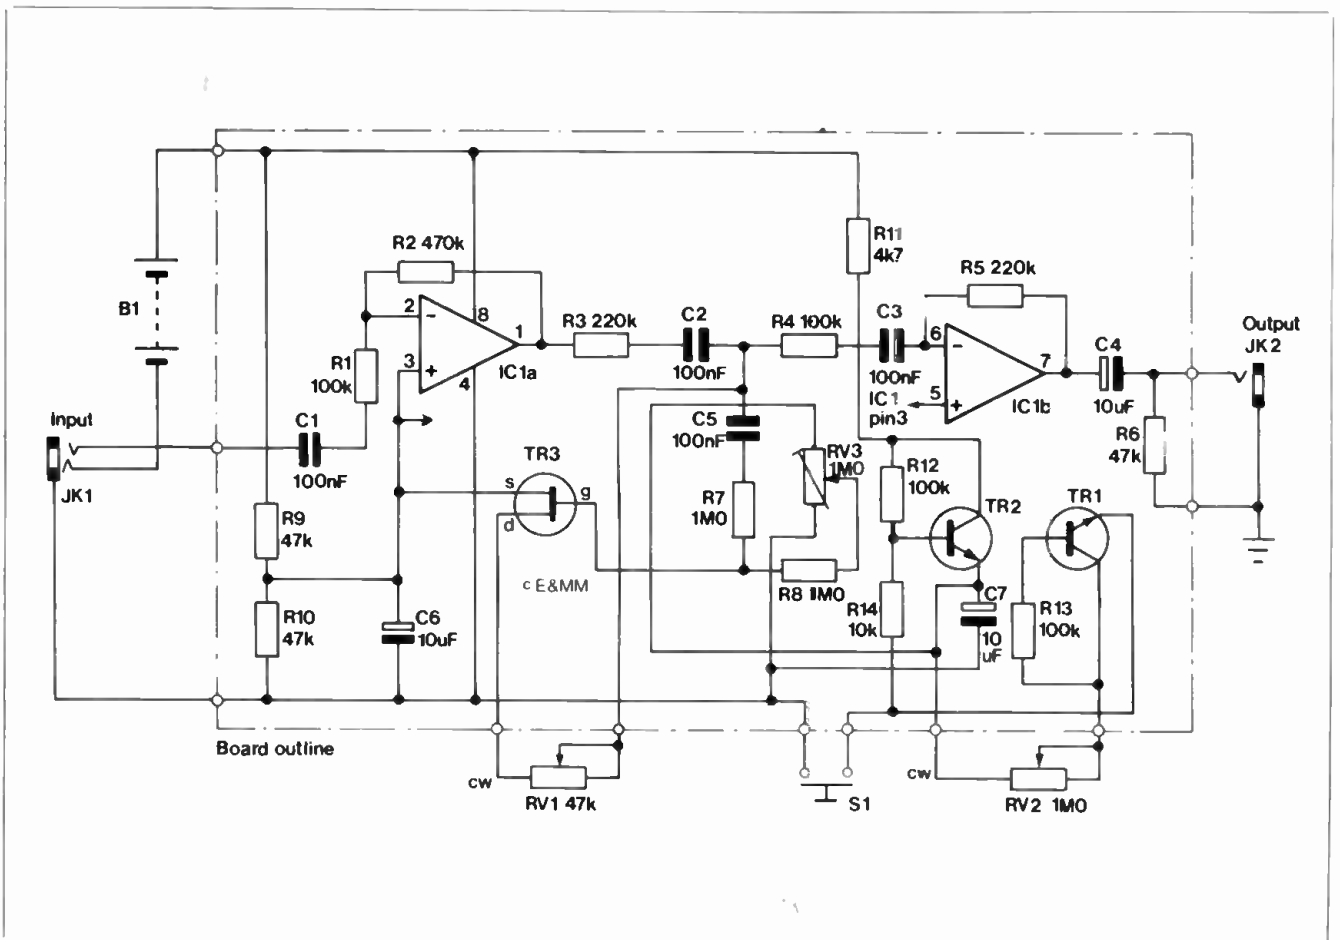 R2 470k
R11
4k7
R5 220k
B1
2
8
1
R3 220k
C2
C3
R4 100k
6
C4
Output
JK2
R1
100k
3
4
IC1a
100nF
100nF
7
IC1
pin3
5
IC1b
10uF
Input
C1
C5
100nF
R6
47k
TR3
RV3
1M0
R12
100k
JK1
100nF
s
g
d
R7
1M0
TR2
TR1
R9
47k
c E&MM
R8 1M0
R10
47k
C6
10uF
R14
10k
C7
10
uF
R13
100k
Board outline
cw
RV1 47k
S1
cw
RV2 1M0